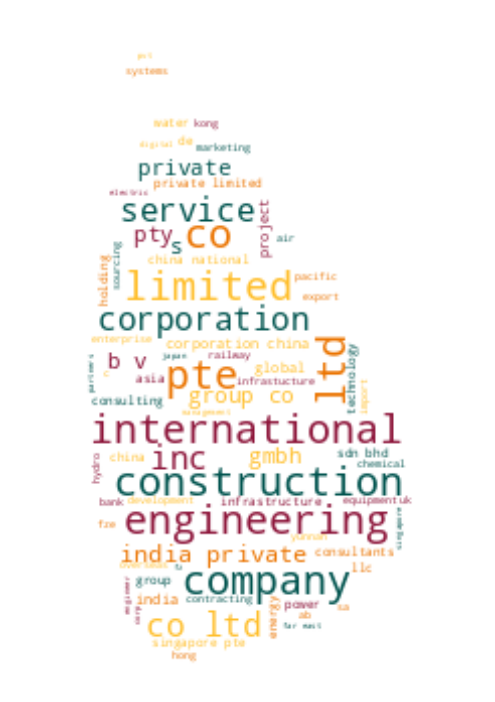 pvt
systems
water kong
digital de marketing
private
private limited
electric
service
pty s co project air
china national
holding sourcing
limited pacific
export
corporation
enterprise corporation china ltd
b v japan railway
partners
asia pte global technology
infrastucture
consulting group co import
management
international
hydro china inc gmbh sdn bhd
chemical
construction
bank development infrastructure equipment uk
fze engineering singapore
yunnan
india private consultants
overseas llc
group company
engineer india contracting power sa
corp energy ab
co ltd far east
singapore pte
hong